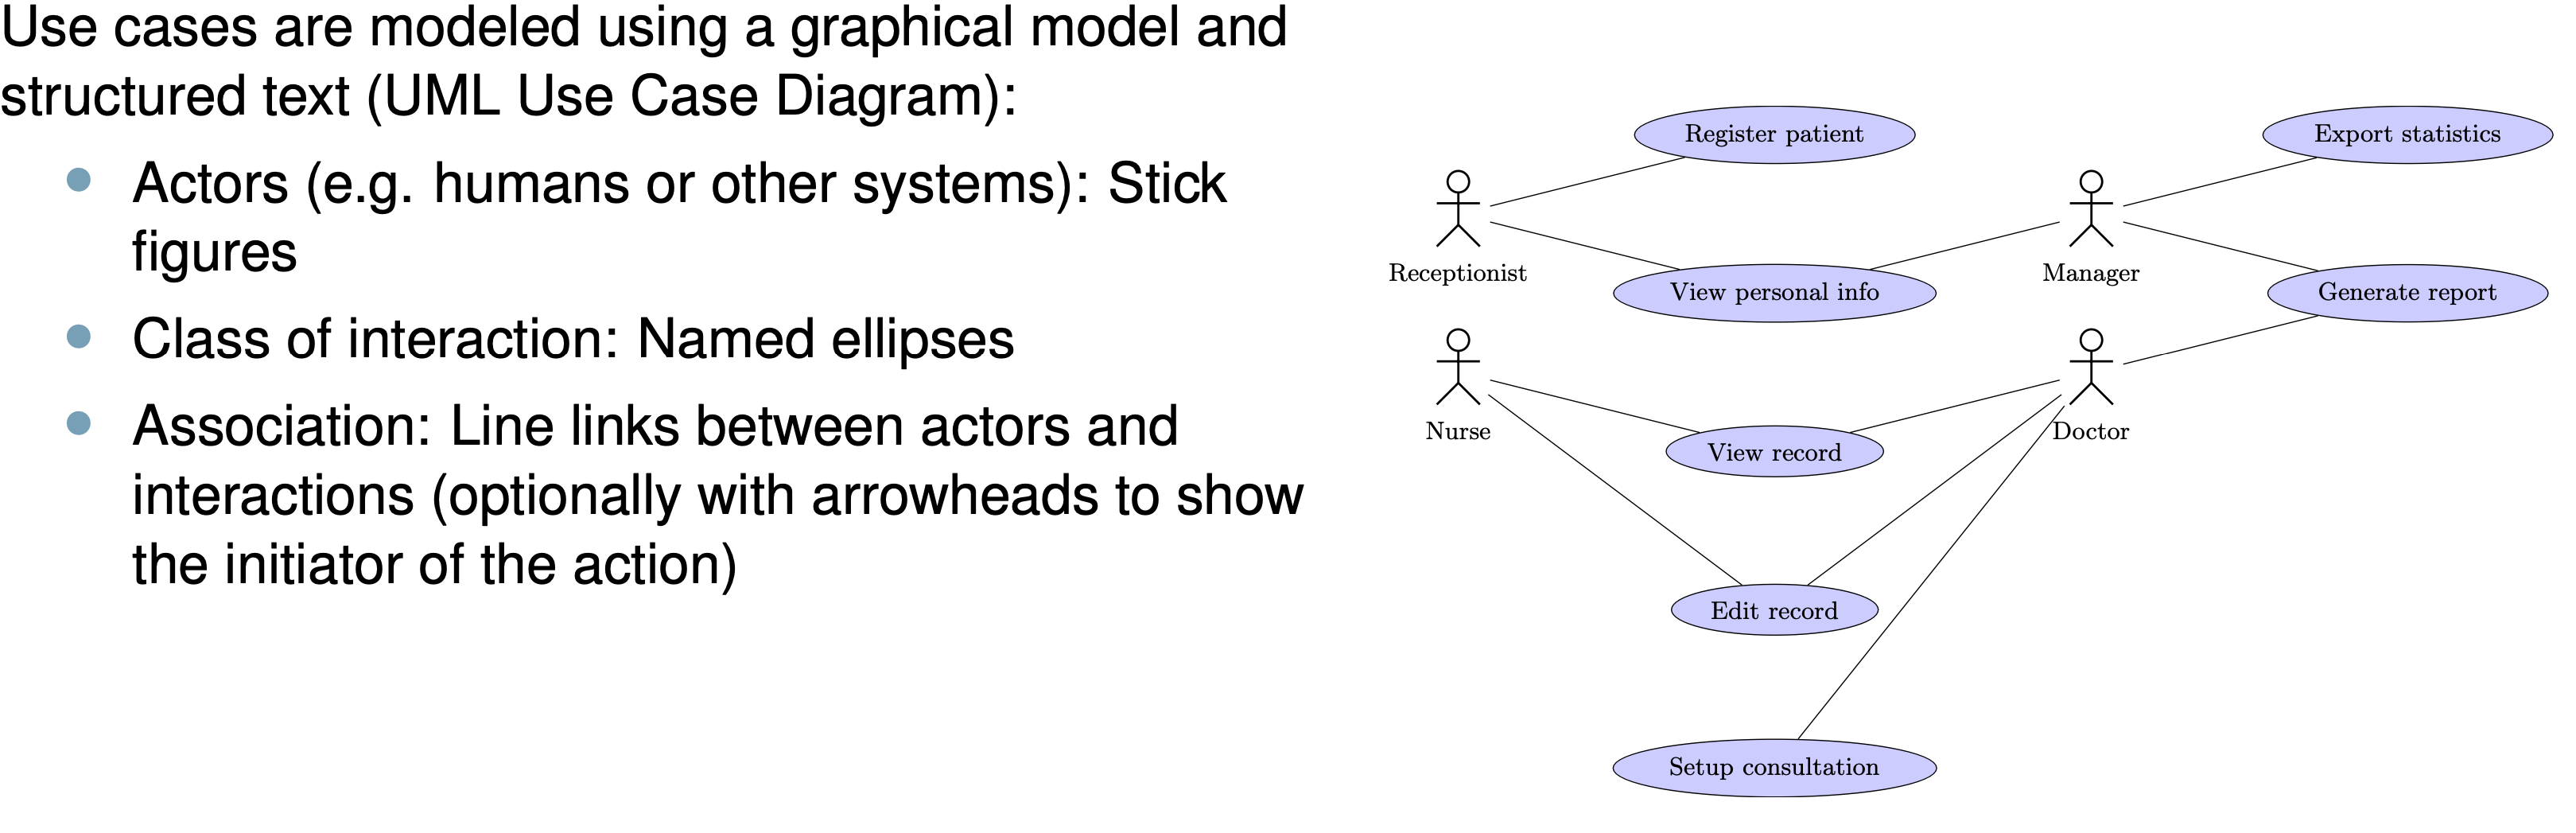 Use cases are modeled using a graphical model and
structured text (UML Use Case Diagram):
Actors (e.g. humans or other systems): Stick
figures
Class of interaction: Named ellipses
Association: Line links between actors and
interactions (optionally with arrowheads to show
the initiator of the action)
Register patient
Export statistics
Receptionist
Manager
View personal info
Generate report
Nurse
Doctor
View record
Edit record
Setup consultation